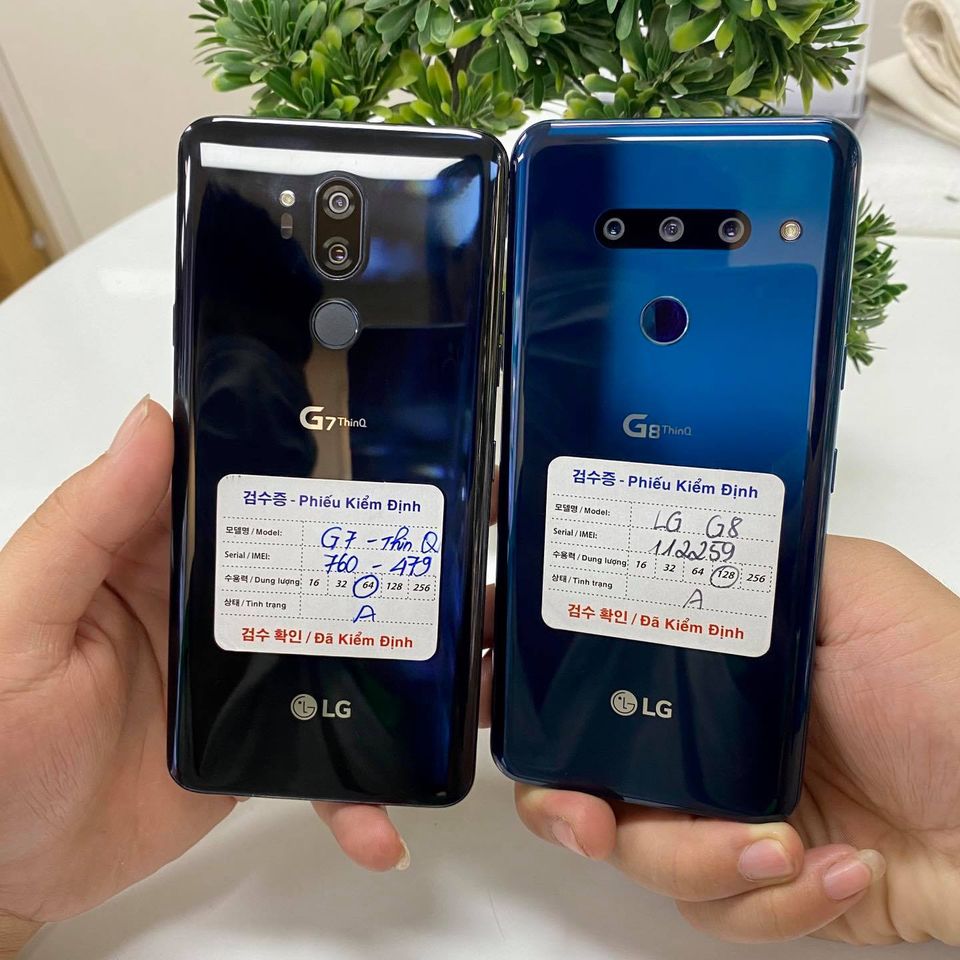 G7 ThinQ
검수증 - Phiếu Kiểm Định
모델명 / Model: G7 - Thin Q
Serial / IMEI: 760 - 479
수용력 / Dung lượng 16 32 64 128 256
상태 / Tình trạng A
검수 확인 / Đã Kiểm Định
LG
G8 ThinQ
검수증 - Phiếu Kiểm Định
모델명 / Model: LG G8
Serial / IMEI: 112259
수용력 / Dung lượng 16 32 64 128 256
상태 / Tình trạng A
검수 확인 / Đã Kiểm Định
LG